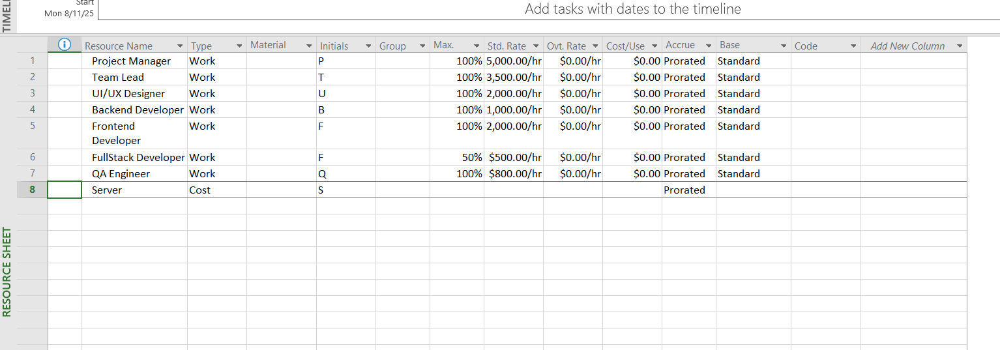 TIMELI
Start
Mon 8/11/25
Add tasks with dates to the timeline
Resource Name Type Material Initials Group Max. Std. Rate Ovt. Rate Cost/Use Accrue Base Code Add New Column
1 Project Manager Work P 100% 5,000.00/hr $0.00/hr $0.00 Prorated Standard
2 Team Lead Work T 100% 3,500.00/hr $0.00/hr $0.00 Prorated Standard
3 UI/UX Designer Work U 100% 2,000.00/hr $0.00/hr $0.00 Prorated Standard
4 Backend Developer Work B 100% 1,000.00/hr $0.00/hr $0.00 Prorated Standard
5 Frontend Work F 100% 2,000.00/hr $0.00/hr $0.00 Prorated Standard
Developer
6 FullStack Developer Work F 50% $500.00/hr $0.00/hr $0.00 Prorated Standard
7 QA Engineer Work Q 100% $800.00/hr $0.00/hr $0.00 Prorated Standard
8 Server Cost S Prorated
RESOURCE SHEET